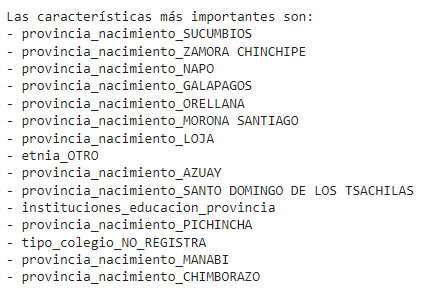 Las características más importantes son:
- provincia_nacimiento_SUCUMBIOS
- provincia_nacimiento_ZAMORA CHINCHIPE
- provincia_nacimiento_NAPO
- provincia_nacimiento_GALAPAGOS
- provincia_nacimiento_ORELLANA
- provincia_nacimiento_MORONA SANTIAGO
- provincia_nacimiento_LOJA
- etnia_OTRO
- provincia_nacimiento_AZUAY
- provincia_nacimiento_SANTO DOMINGO DE LOS TSACHILAS
- instituciones_educacion_provincia
- provincia_nacimiento_PICHINCHA
- tipo_colegio_NO_REGISTRA
- provincia_nacimiento_MANABI
- provincia_nacimiento_CHIMBORAZO